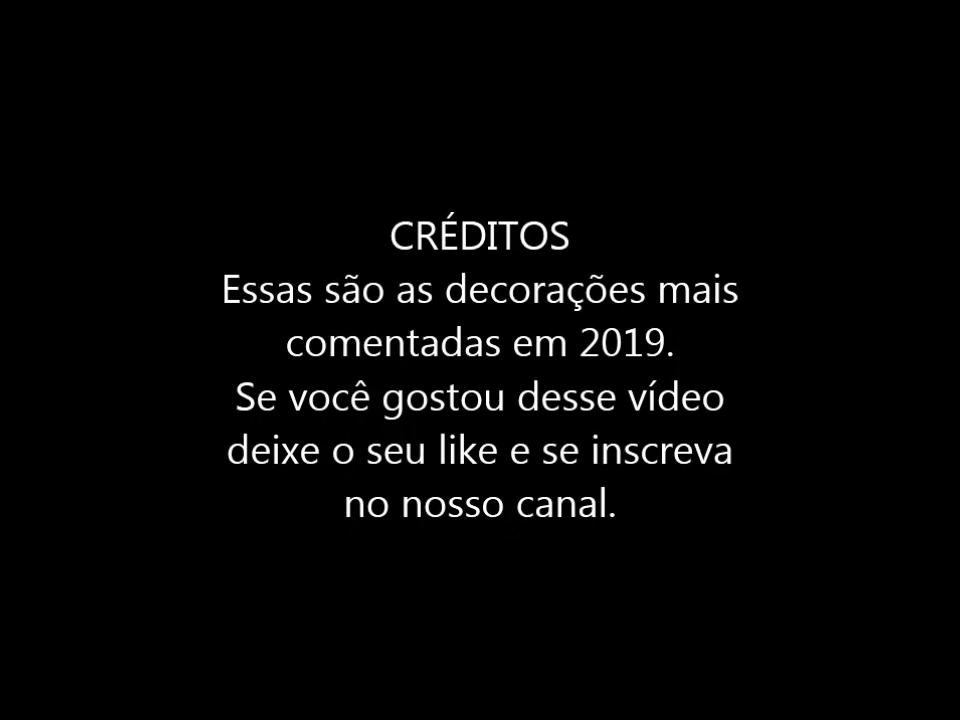 CRÉDITOS
Essas são as decorações mais
comentadas em 2019.
Se você gostou desse vídeo
deixe o seu like e se inscreva
no nosso canal.